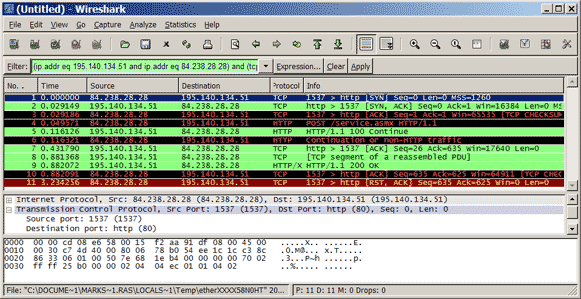 (Untitled) - Wireshark
File Edit View Go Capture Analyze Statistics Help
Filter: (ip.addr eq 195.140.134.51 and ip.addr eq 84.238.28.28) and (tcp Expression... Clear Apply
No. . Time Source Destination Protocol Info
1 0.000000 84.238.28.28 195.140.134.51 TCP 1537 > http [SYN] Seq=0 Len=0 MSS=1260
2 0.029149 195.140.134.51 84.238.28.28 TCP http > 1537 [SYN, ACK] Seq=0 Ack=1 Win=16384 Len=0 MS
3 0.029186 84.238.28.28 195.140.134.51 TCP 1537 > http [ACK] Seq=1 Ack=1 Win=65535 [TCP CHECKSUM
4 0.049571 84.238.28.28 195.140.134.51 HTTP POST /service.asmx HTTP/1.1
5 0.116126 195.140.134.51 84.238.28.28 HTTP HTTP/1.1 100 Continue
6 0.116321 84.238.28.28 195.140.134.51 HTTP Continuation or non-HTTP traffic
7 0.431790 195.140.134.51 84.238.28.28 TCP http > 1537 [ACK] Seq=26 Ack=635 Win=17640 Len=0
8 0.881368 195.140.134.51 84.238.28.28 TCP [TCP segment of a reassembled PDU]
9 0.882072 195.140.134.51 84.238.28.28 HTTP/X HTTP/1.1 200 OK
10 0.882091 84.238.28.28 195.140.134.51 TCP 1537 > http [ACK] Seq=635 Ack=625 Win=64911 [TCP CHECK
11 3.234256 84.238.28.28 195.140.134.51 TCP 1537 > http [RST, ACK] Seq=635 Ack=625 Win=0 Len=0
Internet Protocol, Src: 84.238.28.28 (84.238.28.28), Dst: 195.140.134.51 (195.140.134.51)
Transmission Control Protocol, Src Port: 1537 (1537), Dst Port: http (80), Seq: 0, Len: 0
Source port: 1537 (1537)
Destination port: http (80)
0000 00 00 cd 08 e6 58 00 15 f2 aa 91 df 08 00 45 00 .....X.. ......E.
0010 00 30 c7 4d 40 00 80 06 78 b0 54 ee 1c 1c c3 8c .0.M@... x.T.....
0020 86 33 06 01 00 50 7e 68 1e b4 00 00 00 00 70 02 .3...P~h ......p.
0030 ff ff 25 b0 00 00 02 04 04 ec 01 01 04 02 ..%..... ......
File: "C:\DOCUME~1\MARKS~1.RAS\LOCALS~1\Temp\etherXXXX58N0HT" 20... P: 11 D: 11 M: 0 Drops: 0